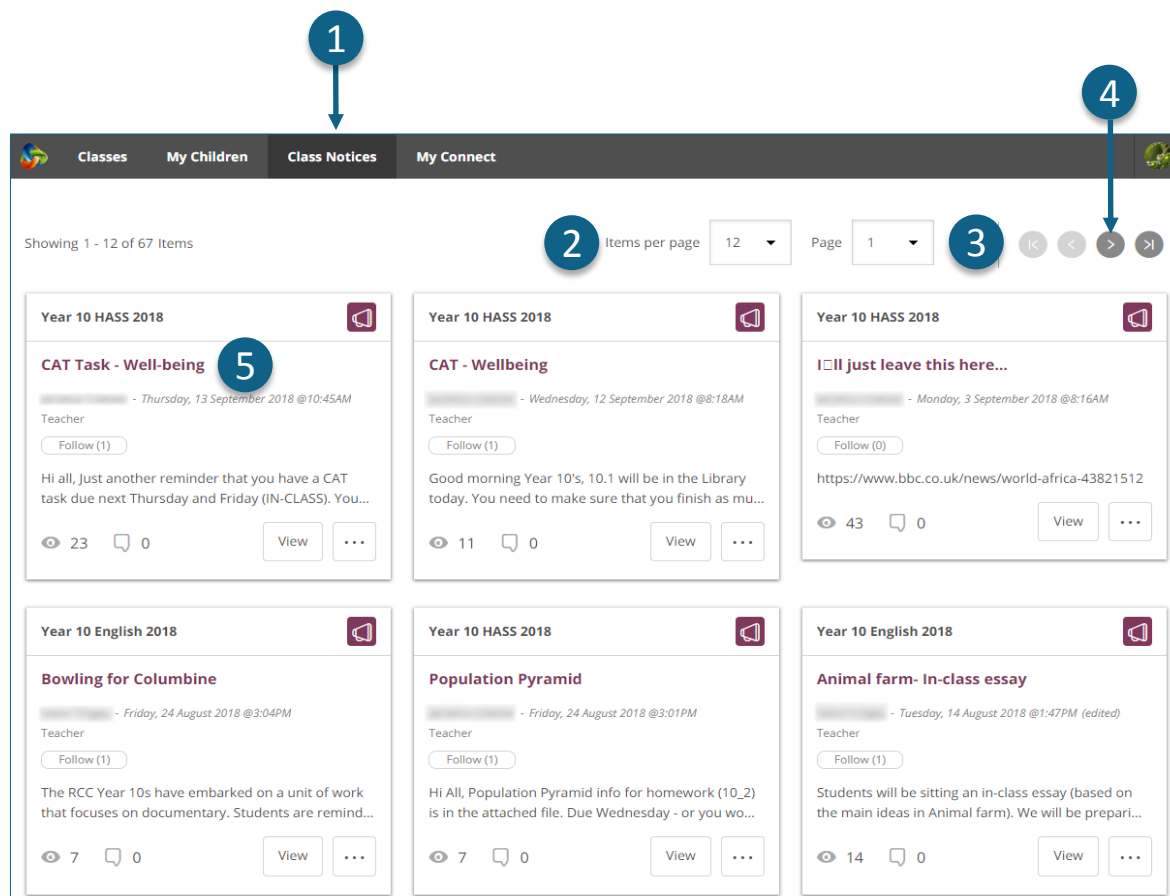 1
4
Classes My Children Class Notices My Connect
Showing 1 - 12 of 67 Items 2 Items per page 12 Page 1 3
Year 10 HASS 2018
CAT Task - Well-being 5
- Thursday, 13 September 2018 @10:45AM
Teacher
Follow (1)
Hi all, Just another reminder that you have a CAT
task due next Thursday and Friday (IN-CLASS). You...
23 0 View ...
Year 10 HASS 2018
CAT - Wellbeing
- Wednesday, 12 September 2018 @8:18AM
Teacher
Follow (1)
Good morning Year 10's, 10.1 will be in the Library
today. You need to make sure that you finish as mu...
11 0 View ...
Year 10 HASS 2018
I□ll just leave this here...
- Monday, 3 September 2018 @8:16AM
Teacher
Follow (0)
https://www.bbc.co.uk/news/world-africa-43821512
43 0 View ...
Year 10 English 2018
Bowling for Columbine
- Friday, 24 August 2018 @3:04PM
Teacher
Follow (1)
The RCC Year 10s have embarked on a unit of work
that focuses on documentary. Students are remind...
7 0 View ...
Year 10 HASS 2018
Population Pyramid
- Friday, 24 August 2018 @3:01PM
Teacher
Follow (1)
Hi All, Population Pyramid info for homework (10_2)
is in the attached file. Due Wednesday - or you wo...
7 0 View ...
Year 10 English 2018
Animal farm- In-class essay
- Tuesday, 14 August 2018 @1:47PM (edited)
Teacher
Follow (1)
Students will be sitting an in-class essay (based on
the main ideas in Animal farm). We will be prepari...
14 0 View ...